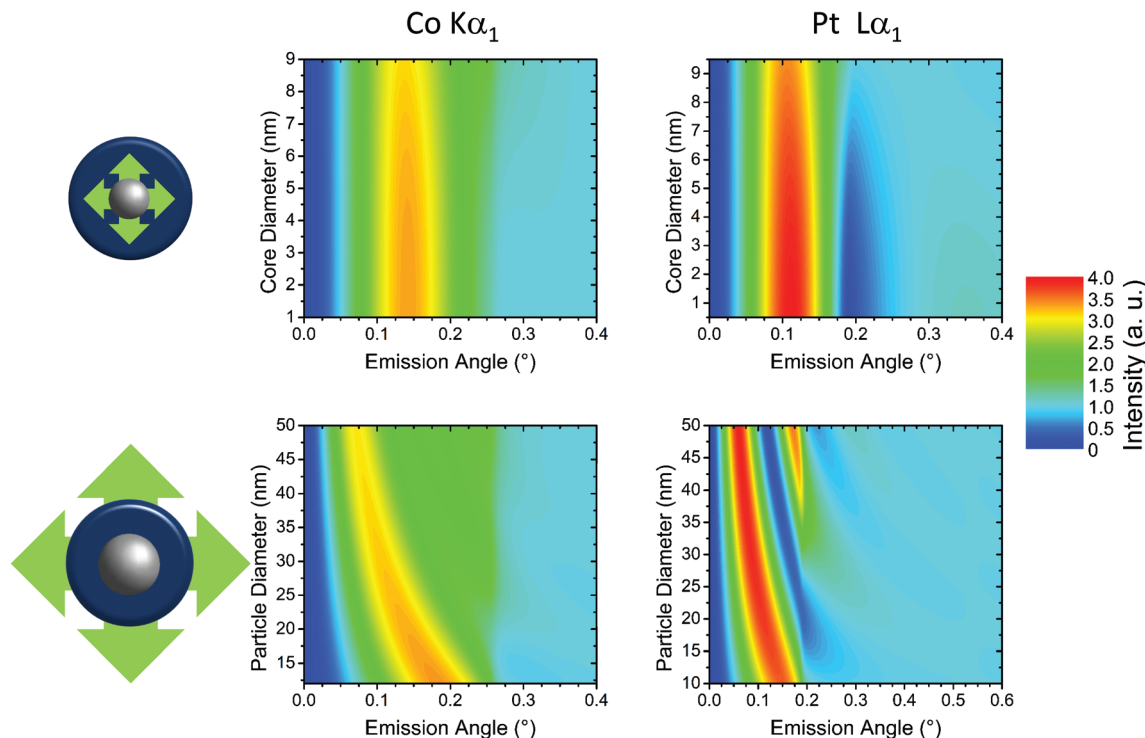 Co Kα₁
Pt Lα₁
Core Diameter (nm)
9
8
7
6
5
4
3
2
1
0.0 0.1 0.2 0.3 0.4
Emission Angle (°)
Core Diameter (nm)
9
8
7
6
5
4
3
2
1
0.0 0.1 0.2 0.3 0.4
Emission Angle (°)
4.0
3.5
3.0
2.5
2.0
1.5
1.0
0.5
0
Intensity (a. u.)
Particle Diameter (nm)
50
45
40
35
30
25
20
15
0.0 0.1 0.2 0.3 0.4
Emission Angle (°)
Particle Diameter (nm)
50
45
40
35
30
25
20
15
10
0.0 0.1 0.2 0.3 0.4 0.5 0.6
Emission Angle (°)